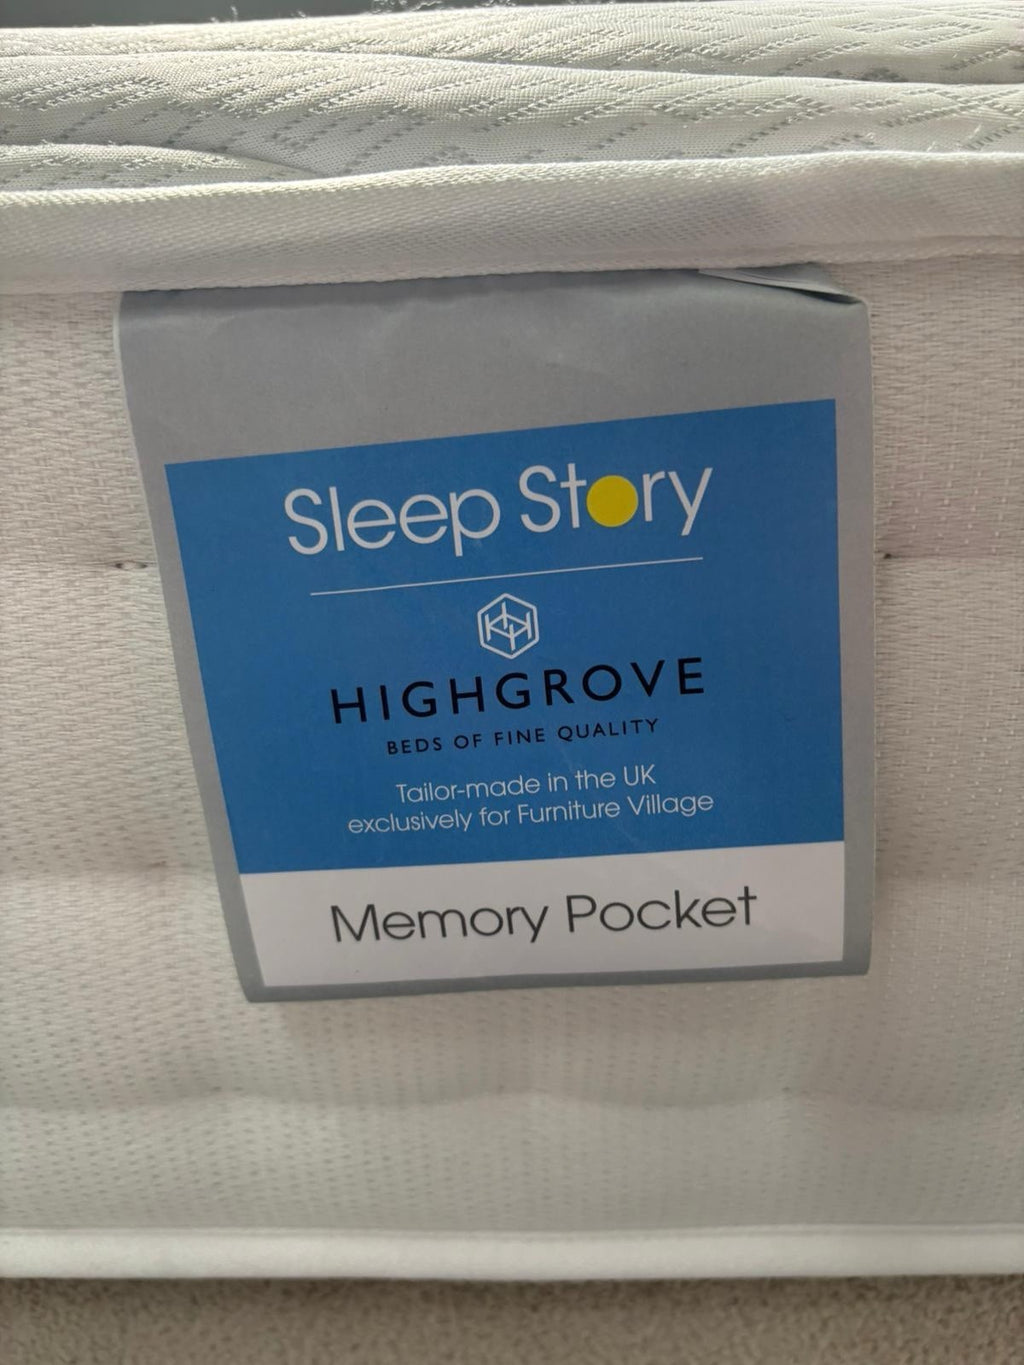 Sleep Story
HIGHGROVE
BEDS OF FINE QUALITY
Tailor-made in the UK
exclusively for Furniture Village
Memory Pocket